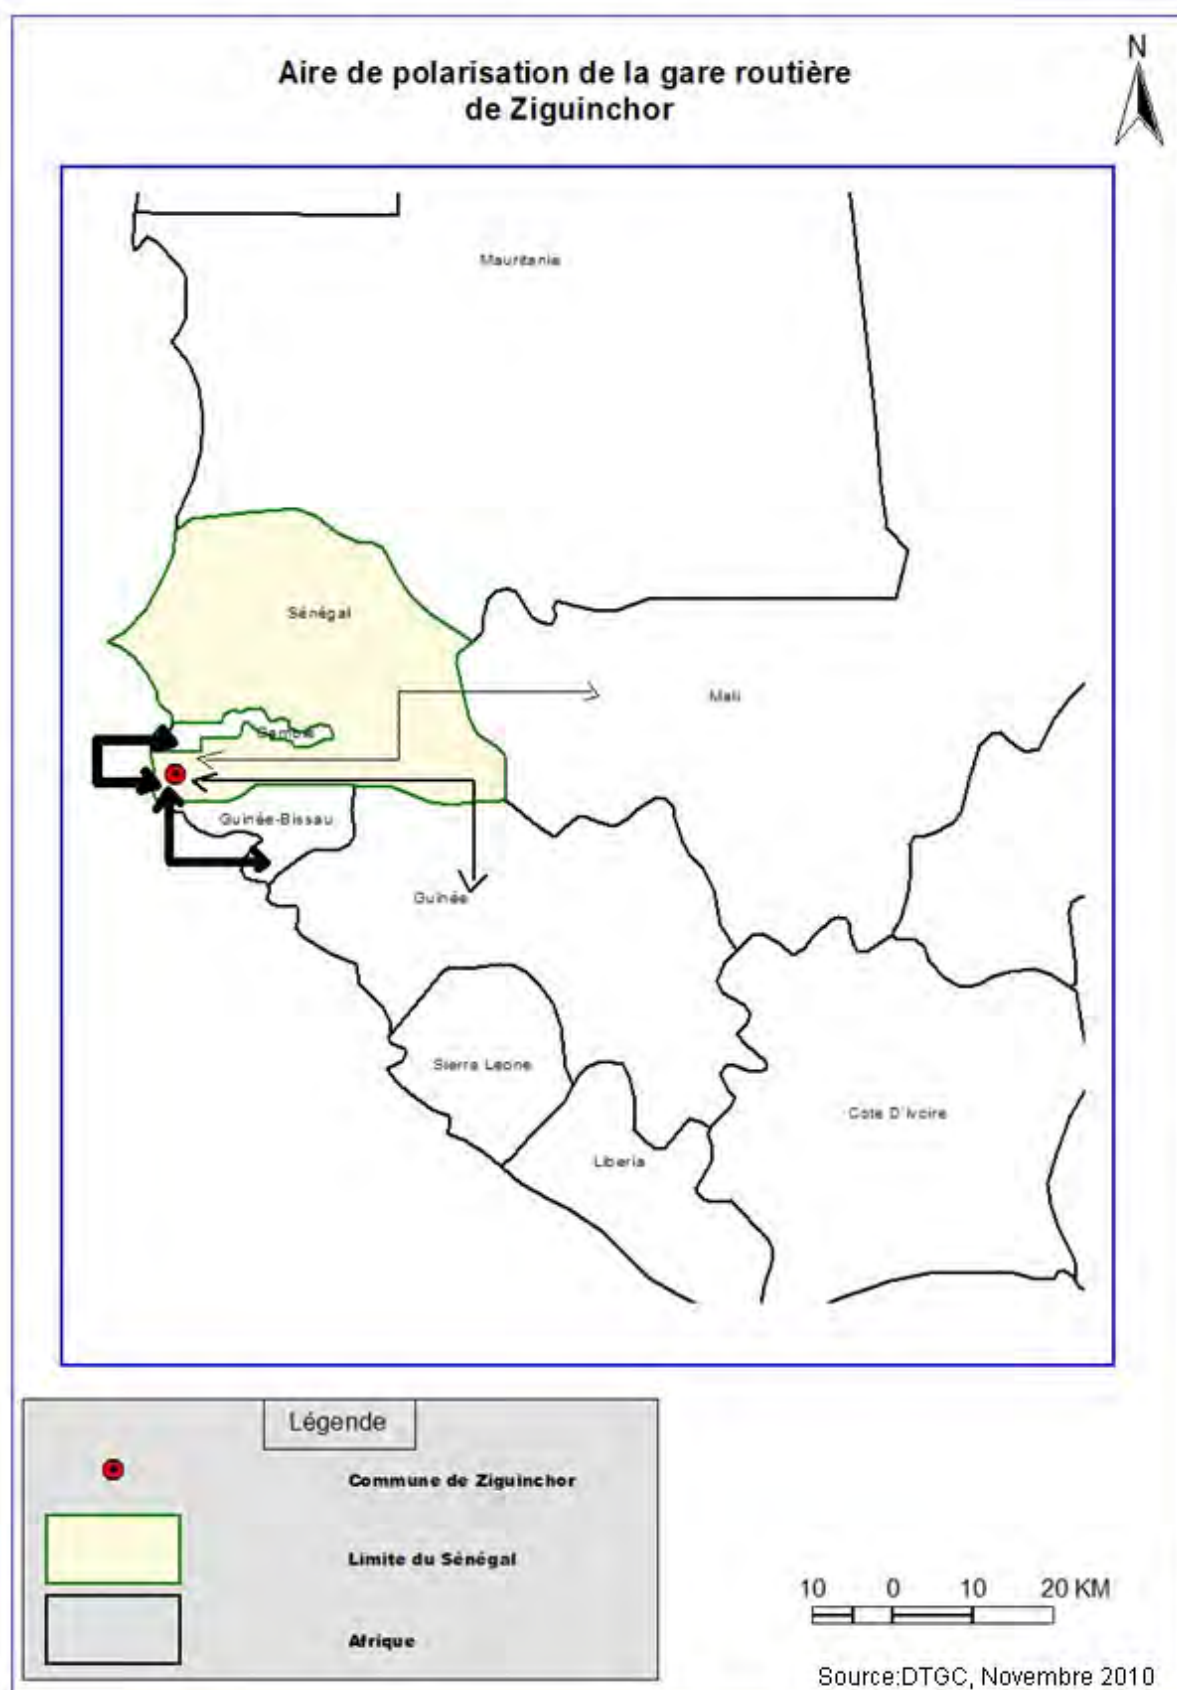 Aire de polarisation de la gare routière
de Ziguinchor
N
Mauritanie
Sénégal
Mali
Gambie
Guinée-Bissau
Guinée
Sierra Leone
Cote D'Ivoire
Liberia
Légende
Commune de Ziguinchor
Limite du Sénégal
Afrique
10 0 10 20 KM
Source:DTGC, Novembre 2010